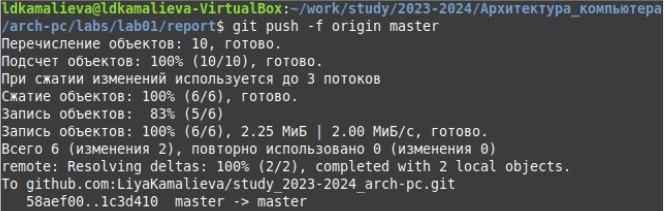 ldkamalieva@ldkamalieva-VirtualBox:~/work/study/2023-2024/Архитектура_компьютера
/arch-pc/labs/lab01/report$ git push -f origin master
Перечисление объектов: 10, готово.
Подсчет объектов: 100% (10/10), готово.
При сжатии изменений используется до 3 потоков
Сжатие объектов: 100% (6/6), готово.
Запись объектов:  83% (5/6)
Запись объектов: 100% (6/6), 2.25 МиБ | 2.00 МиБ/с, готово.
Всего 6 (изменения 2), повторно использовано 0 (изменения 0)
remote: Resolving deltas: 100% (2/2), completed with 2 local objects.
To github.com:LiyaKamalieva/study_2023-2024_arch-pc.git
   58aef00..1c3d410  master -> master